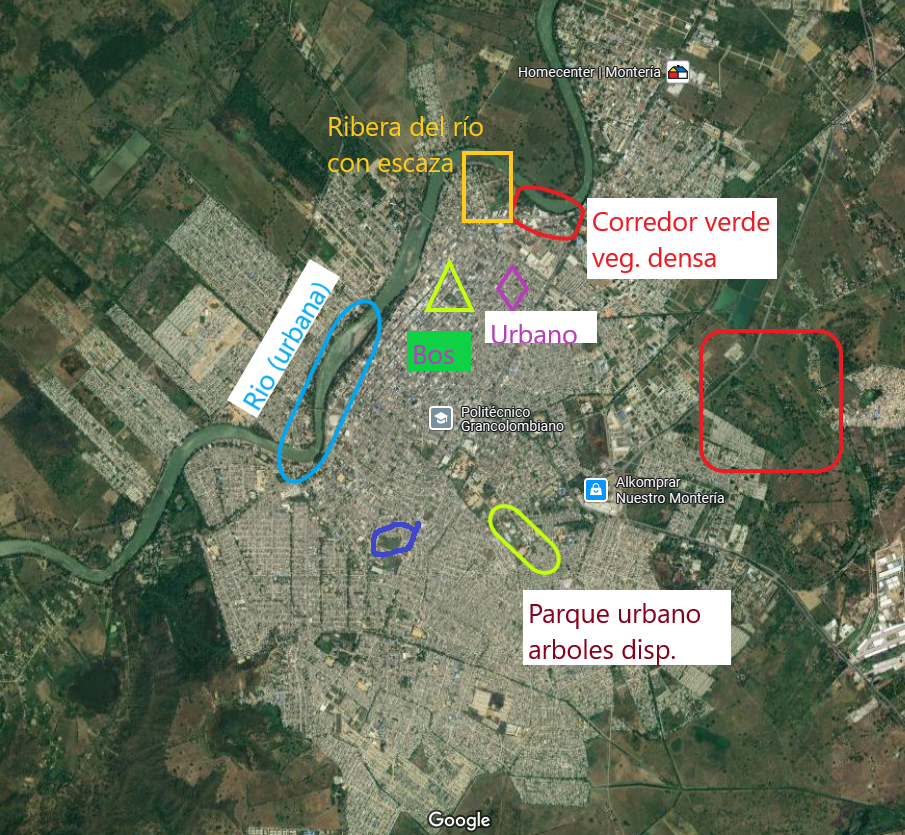 Homecenter | Montería
Ribera del río
con escaza
Corredor verde
veg. densa
Río (urbana)
Urbano
Bos
Politécnico
Grancolombiano
Alkomprar
Nuestro Montería
Parque urbano
arboles disp.
Google